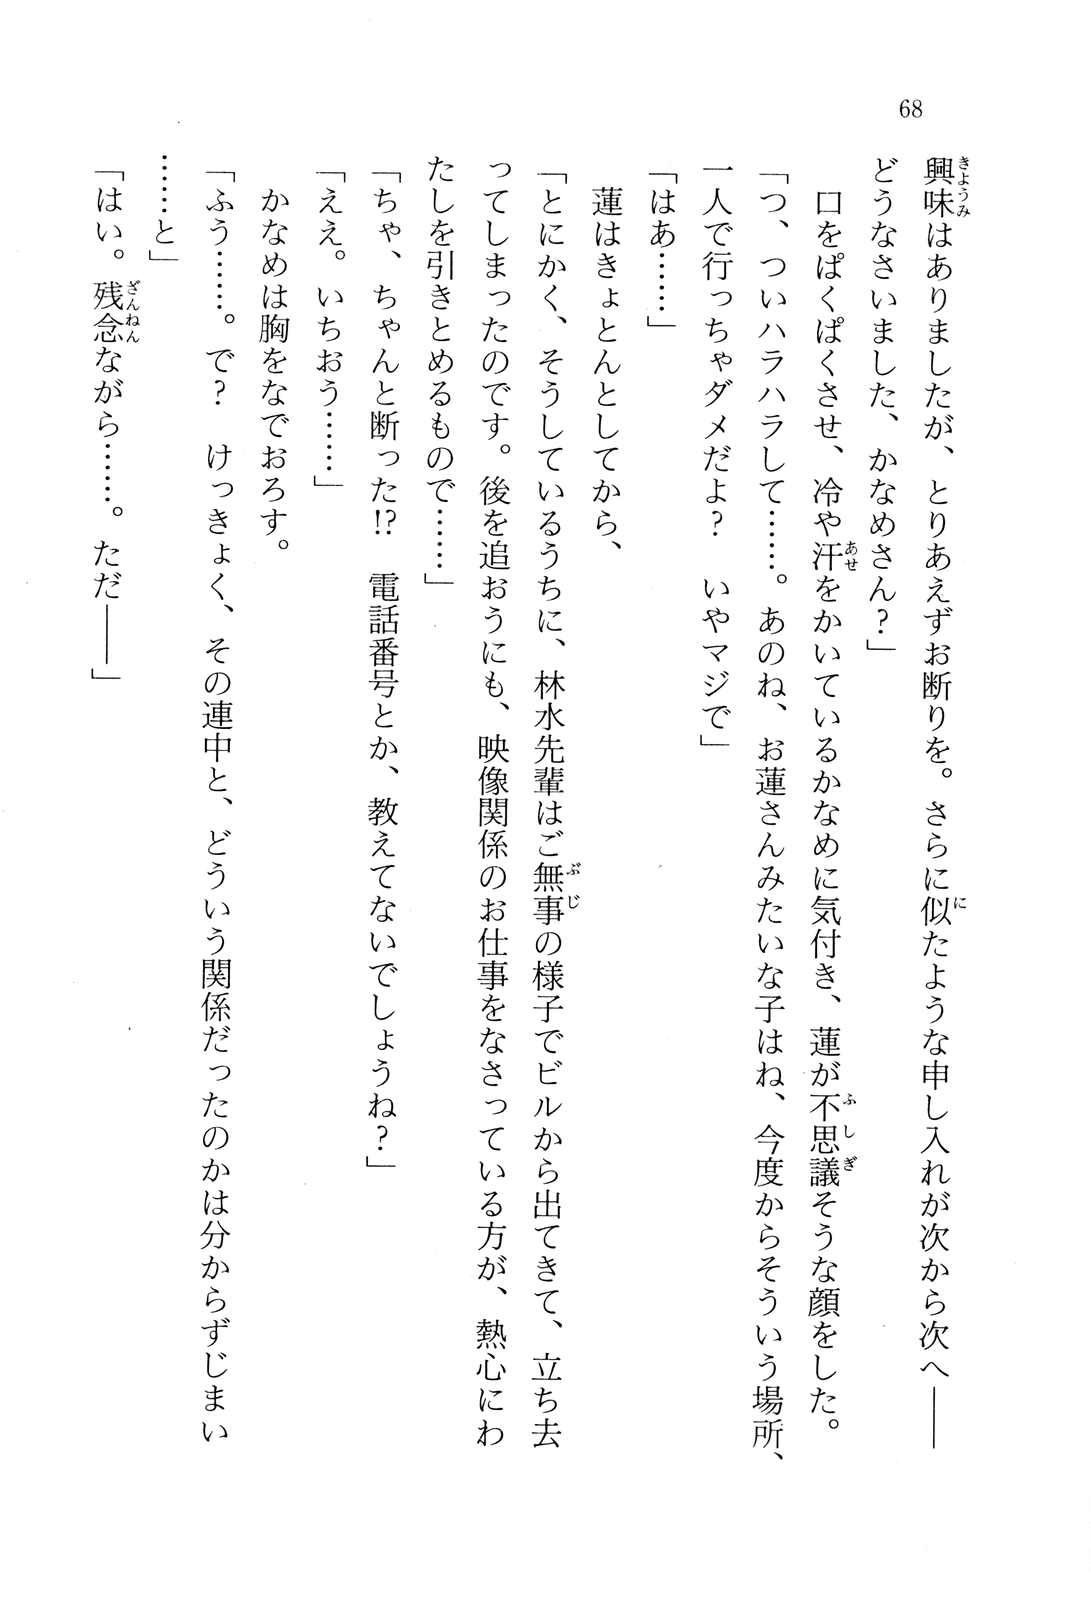 68
興味はありましたが、とりあえずお断りを。さらに似たような申し入れが次から次へ――
どうなさいました、かなめさん？」
　口をぱくぱくさせ、冷や汗をかいているかなめに気付き、蓮が不思議そうな顔をした。
「つ、ついハラハラして……。あのね、お蓮さんみたいな子はね、今度からそういう場所、
一人で行っちゃダメだよ？　いやマジで」
「はあ……」
　蓮はきょとんとしてから、
「とにかく、そうしているうちに、林水先輩はご無事の様子でビルから出てきて、立ち去
ってしまったのです。後を追おうにも、映像関係のお仕事をなさっている方が、熱心にわ
たしを引きとめるもので……」
「ちゃ、ちゃんと断った!?　電話番号とか、教えてないでしょうね？」
「ええ。いちおう……」
　かなめは胸をなでおろす。
「ふう……。で？　けっきょく、その連中と、どういう関係だったのかは分からずじまい
……と」
「はい。残念ながら……。ただ――」